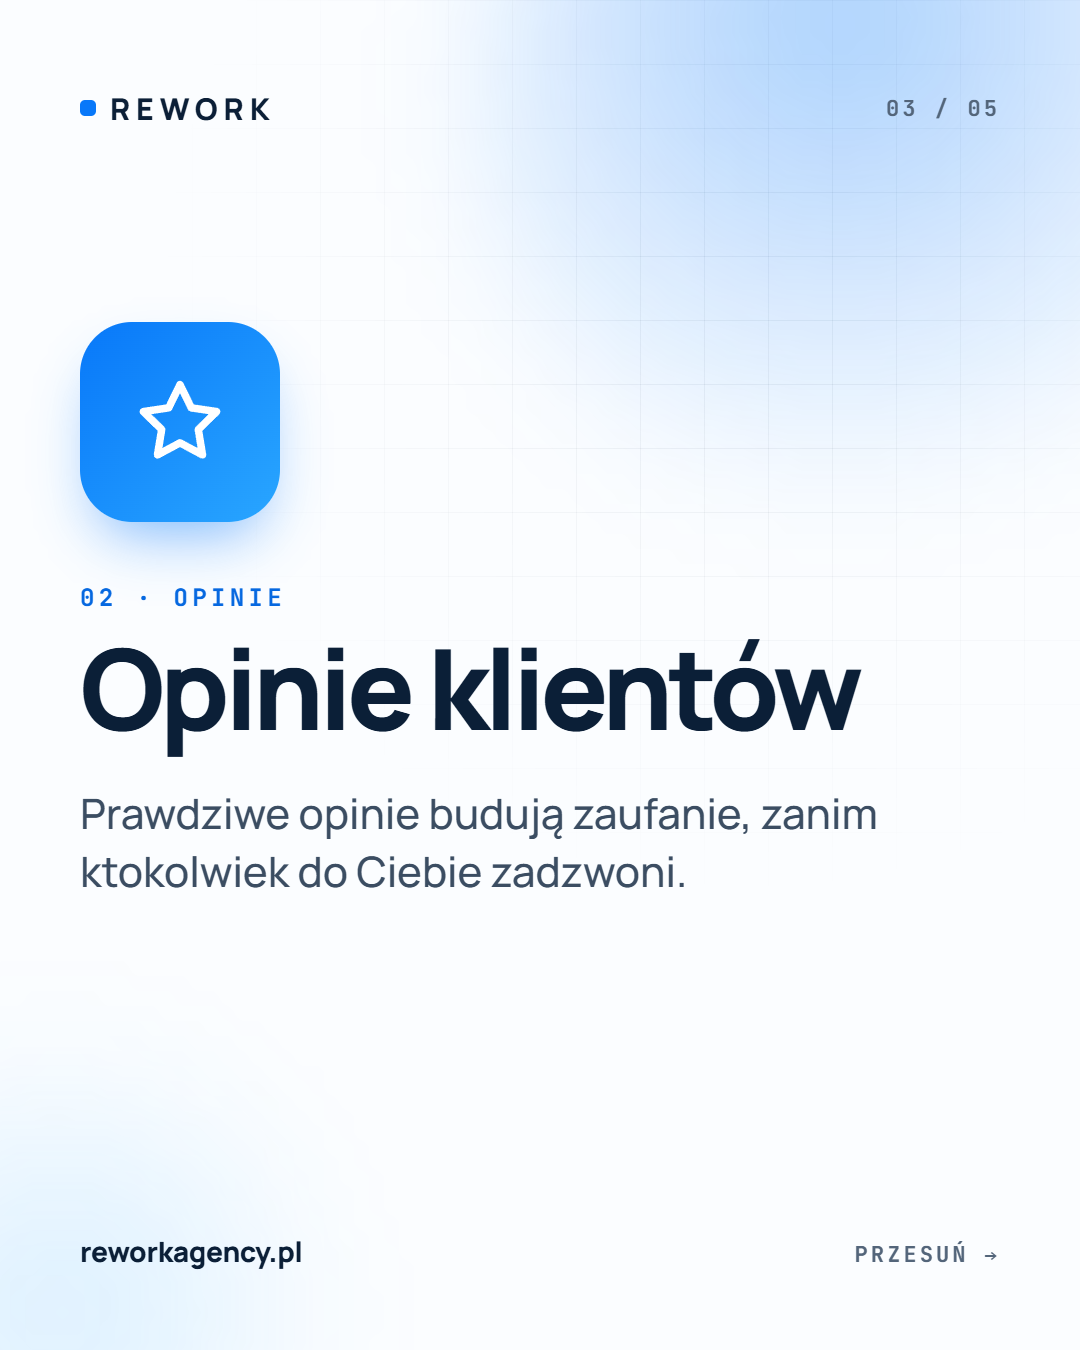 REWORK
03 / 05
02 · OPINIE
Opinie klientów
Prawdziwe opinie budują zaufanie, zanim
ktokolwiek do Ciebie zadzwoni.
reworkagency.pl
PRZESUŃ →